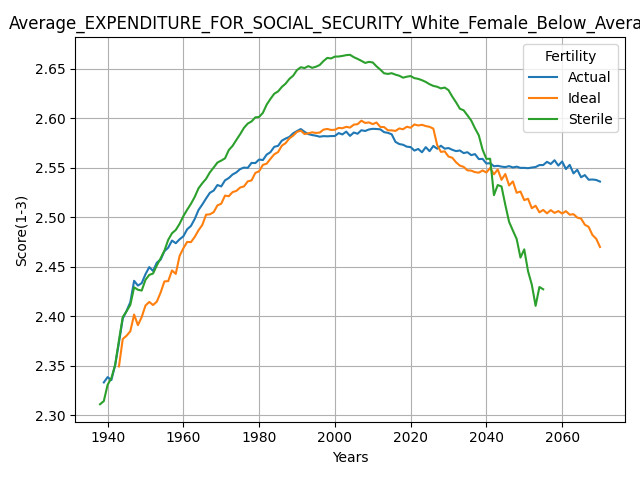 Average_EXPENDITURE_FOR_SOCIAL_SECURITY_White_Female_Below_Avera
Fertility
Actual
Ideal
Sterile
Score(1-3)
2.65
2.60
2.55
2.50
2.45
2.40
2.35
2.30
1940 1960 1980 2000 2020 2040 2060
Years